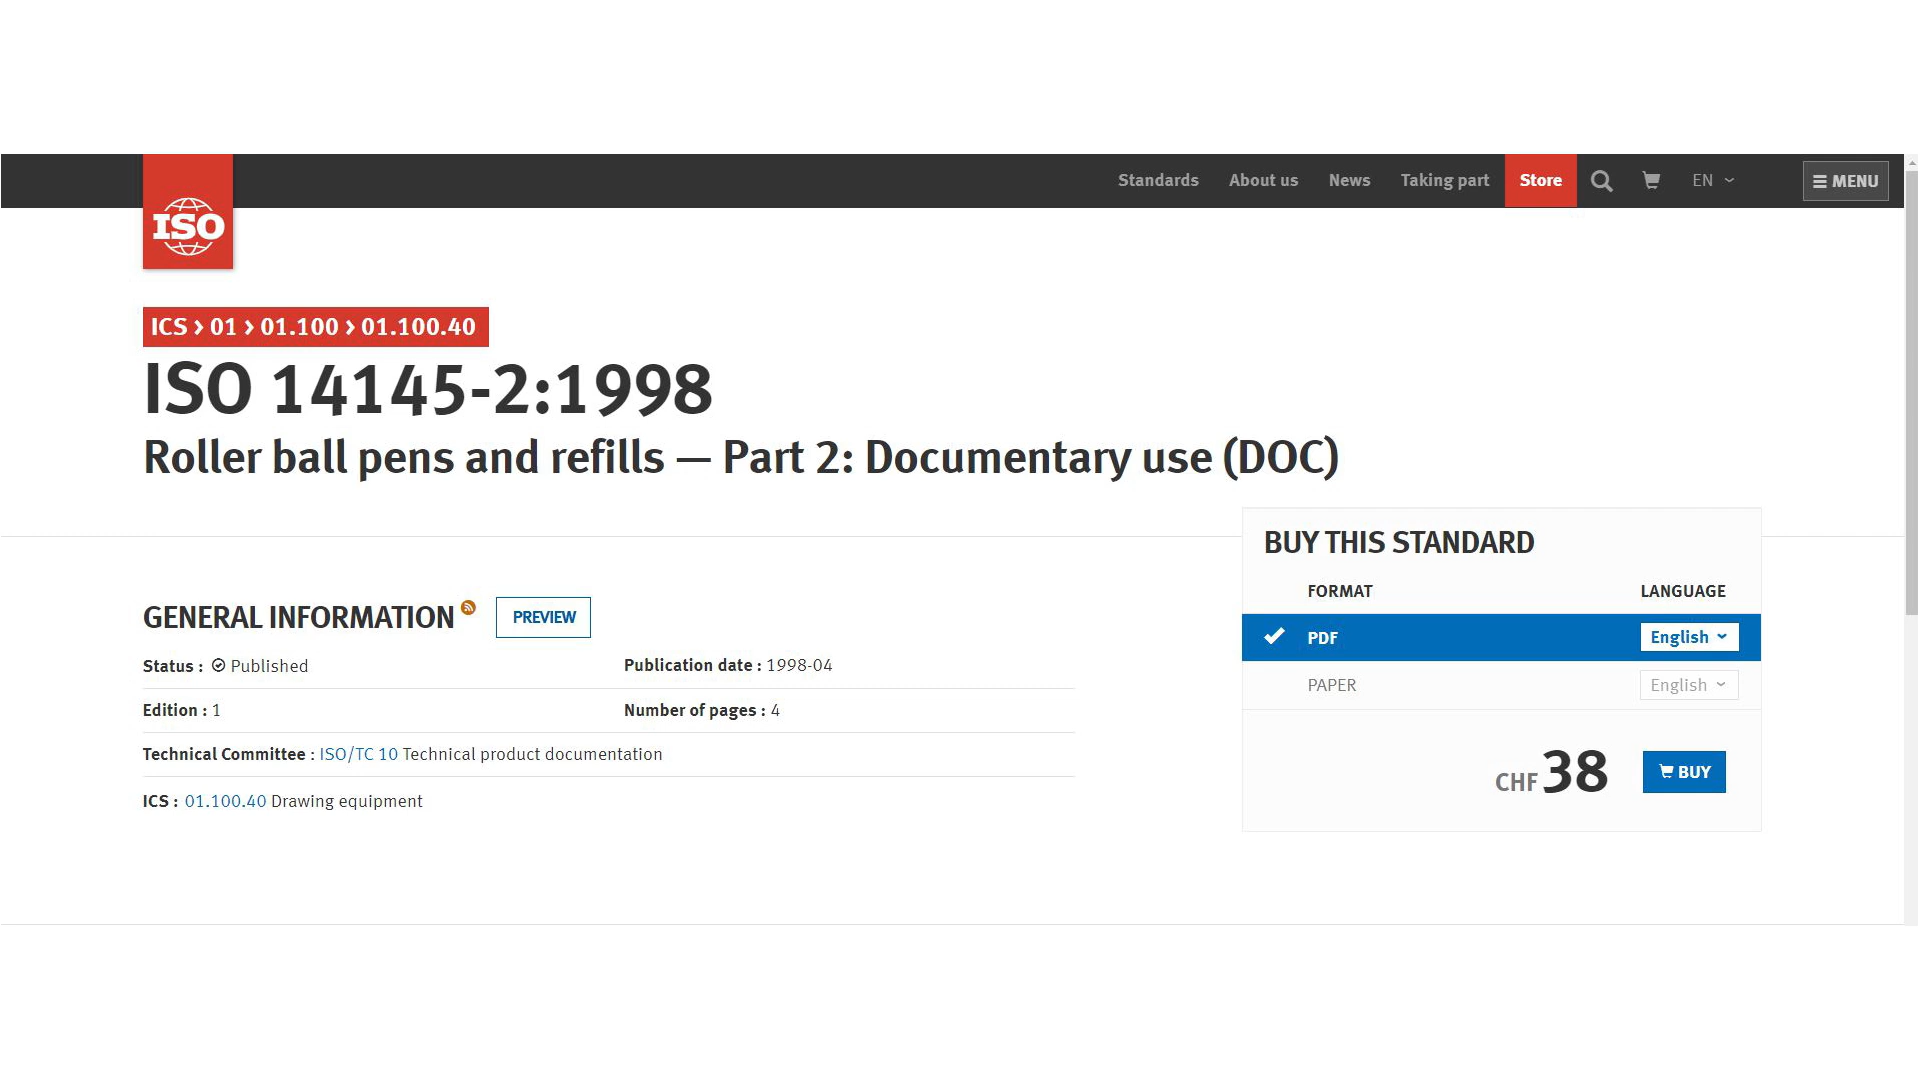 Standards About us News Taking part Store EN MENU
ISO
ICS › 01 › 01.100 › 01.100.40
ISO 14145-2:1998
Roller ball pens and refills — Part 2: Documentary use (DOC)
BUY THIS STANDARD
FORMAT LANGUAGE
PDF English
PAPER English
CHF 38 BUY
GENERAL INFORMATION PREVIEW
Status : Published Publication date : 1998-04
Edition : 1 Number of pages : 4
Technical Committee : ISO/TC 10 Technical product documentation
ICS : 01.100.40 Drawing equipment